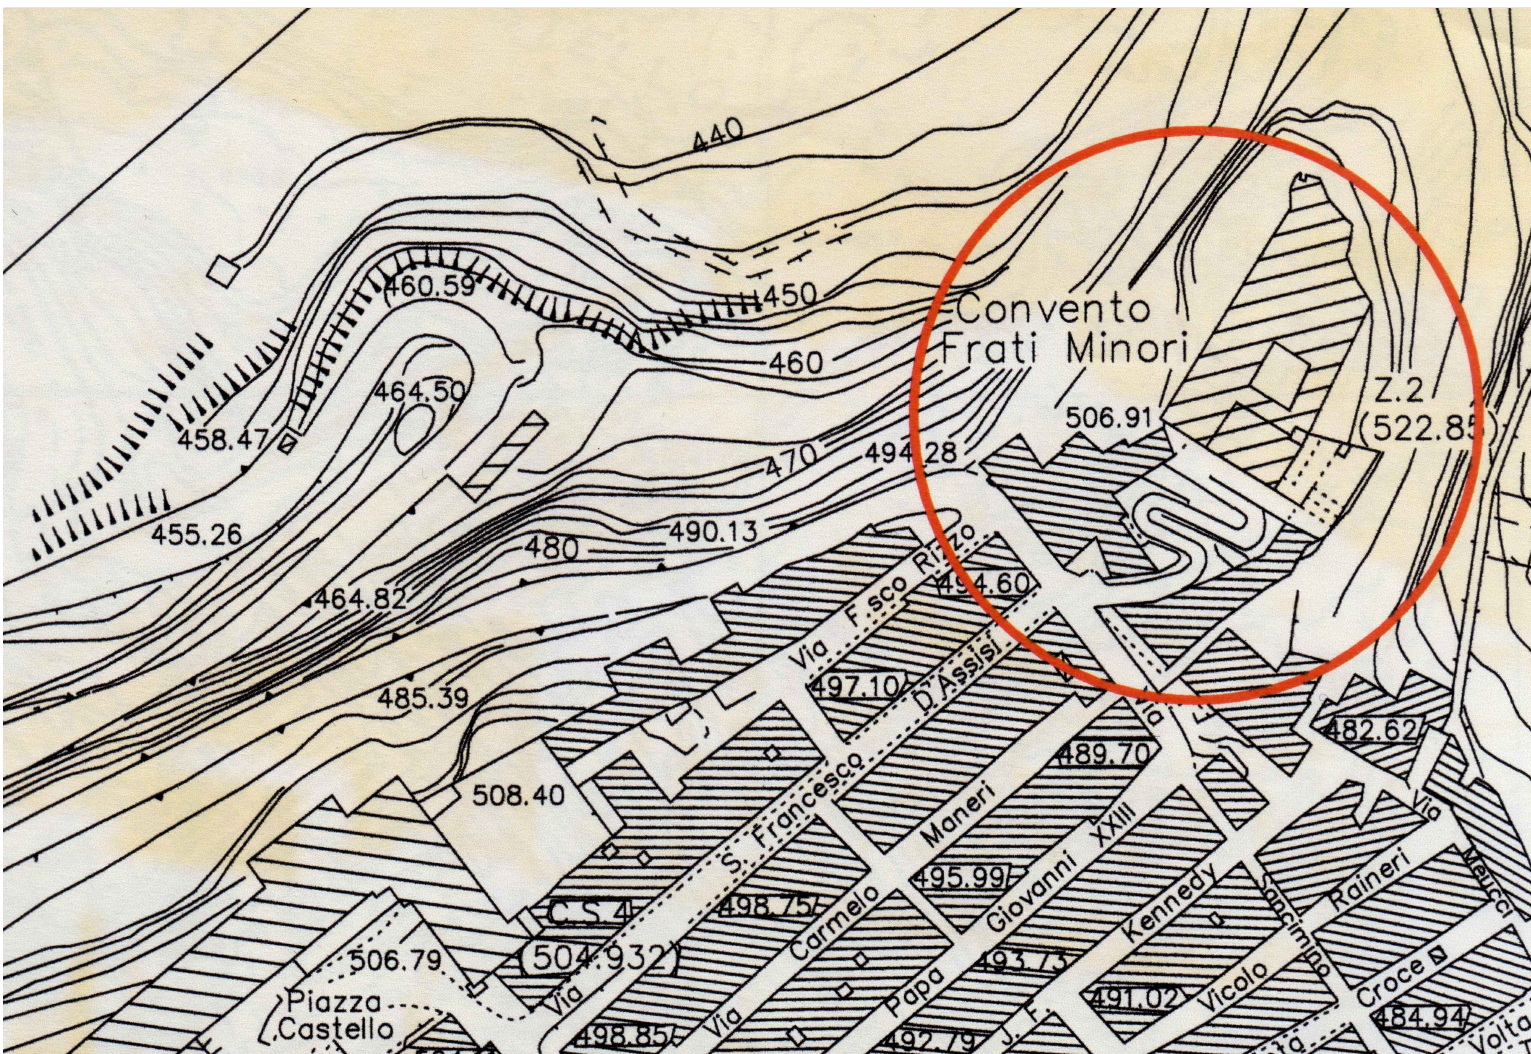 440
460.59
450
Convento
Frati Minori
460
464.50
Z.2
(522.85)
506.91
458.47
494.28
470
455.26
490.13
480
Via F.sco Rizzo
494.60
464.82
485.39
497.10
482.62
489.70
508.40
Via S. Francesco D'Assisi
Via Carmelo Maneri
495.99
498.75
C.S.4
(504.932)
506.79
Piazza
Castello
Papa Giovanni XXIII
493.73
J. F. Kennedy
491.02
Vicolo
Sancimino
Raineri
Via
Meucci
Croce
484.94
Volta
498.85
492.79
Via